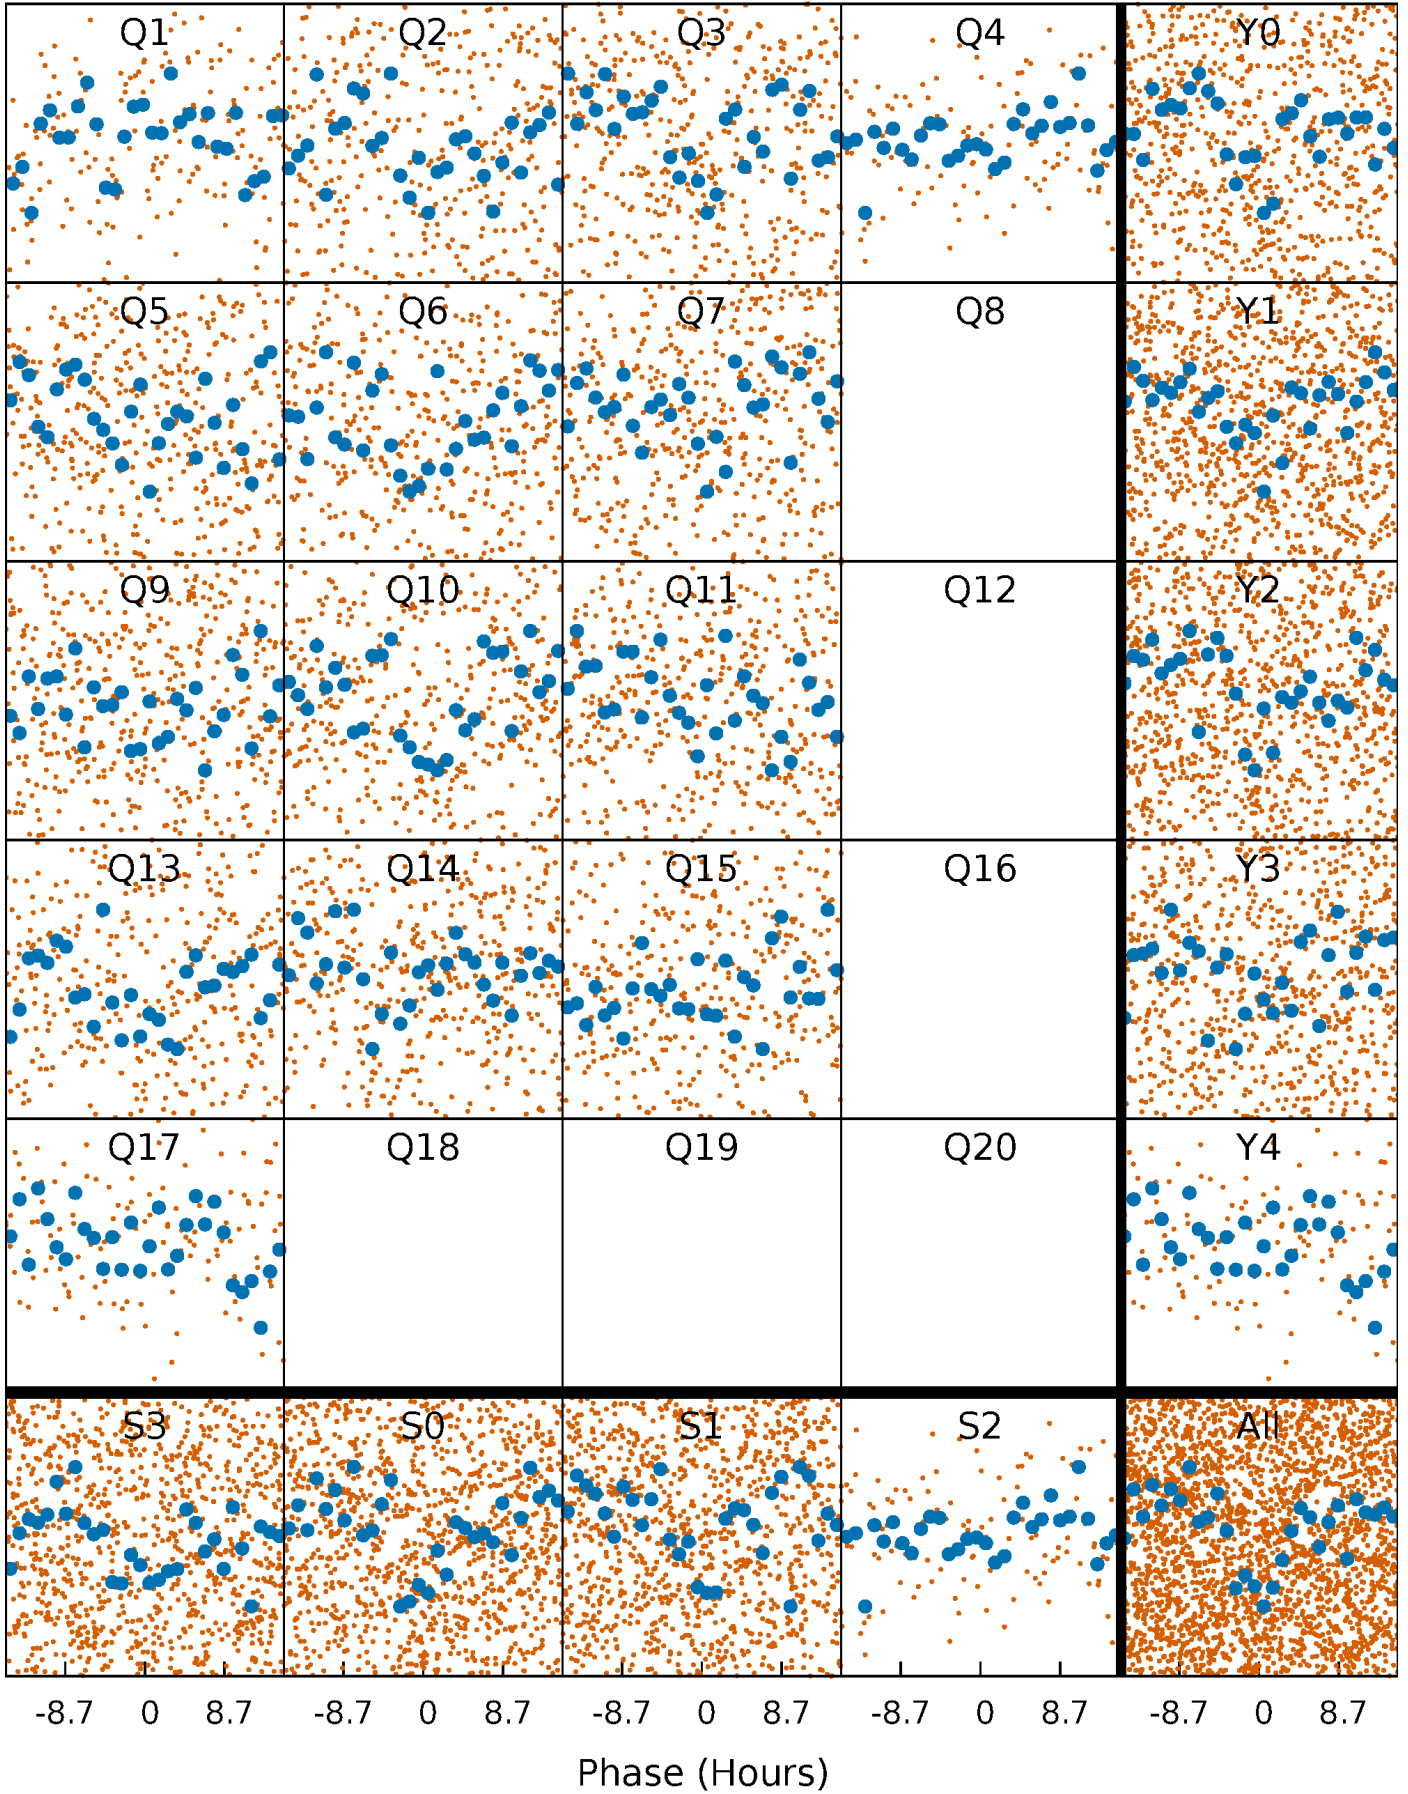 Q1 Q2 Q3 Q4 Y0
Q5 Q6 Q7 Q8 Y1
Q9 Q10 Q11 Q12 Y2
Q13 Q14 Q15 Q16 Y3
Q17 Q18 Q19 Q20 Y4
S3 S0 S1 S2 All
-8.7 0 8.7 -8.7 0 8.7 -8.7 0 8.7 -8.7 0 8.7 -8.7 0 8.7
Phase (Hours)